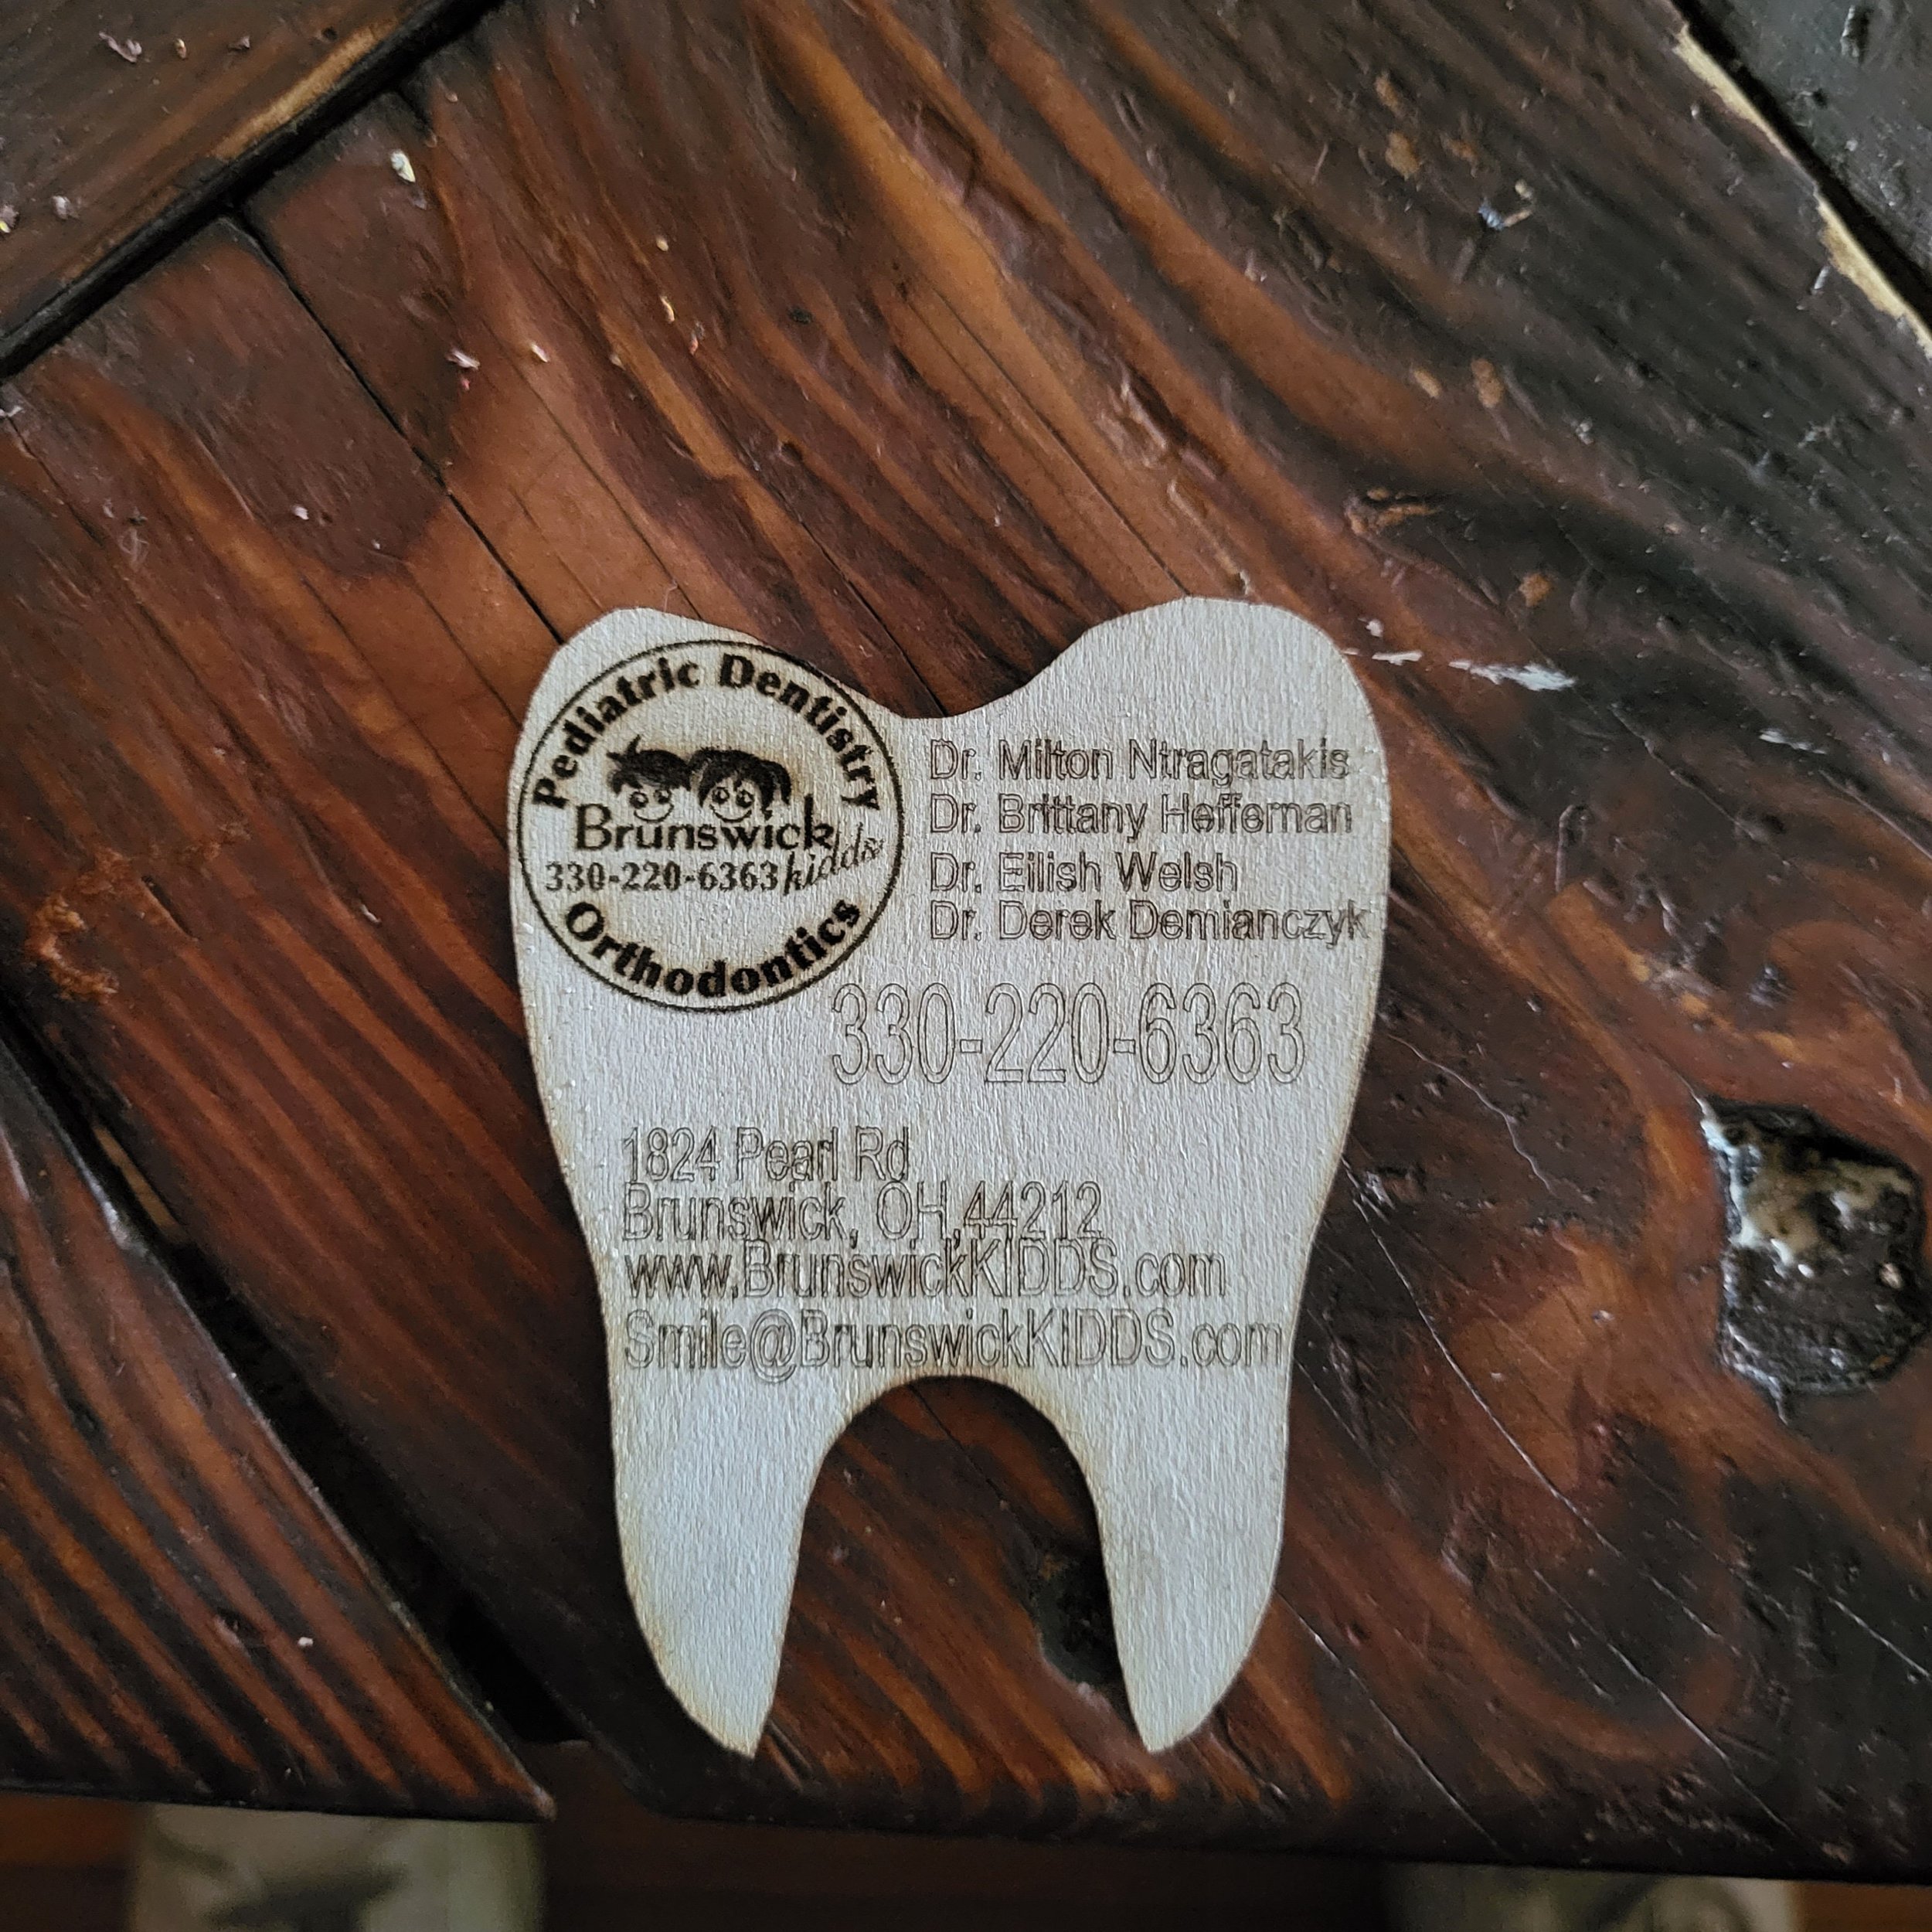 Pediatric Dentistry
Brunswick
kidds
330-220-6363
Orthodontics
Dr. Milton Ntragatakis
Dr. Brittany Heffernan
Dr. Eilish Welsh
Dr. Derek Demianczyk
330-220-6363
1824 Pearl Rd
Brunswick, OH,44212
www.BrunswickKIDDS.com
Smile@BrunswickKIDDS.com